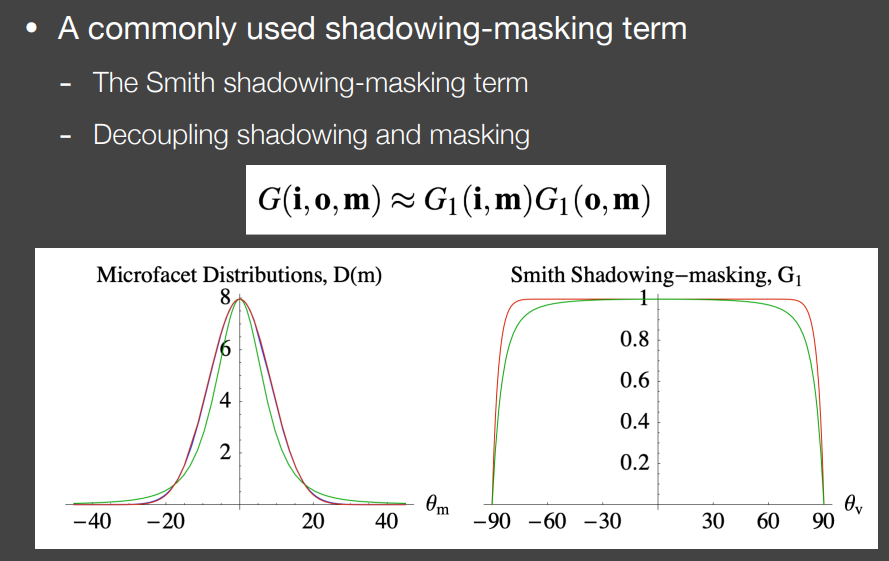 • A commonly used shadowing-masking term
- The Smith shadowing-masking term
- Decoupling shadowing and masking
G(i, o, m) ≈ G₁(i, m)G₁(o, m)
Microfacet Distributions, D(m)
8
6
4
2
−40 −20 20 40 θm
Smith Shadowing−masking, G₁
1
0.8
0.6
0.4
0.2
−90 −60 −30 30 60 90 θv